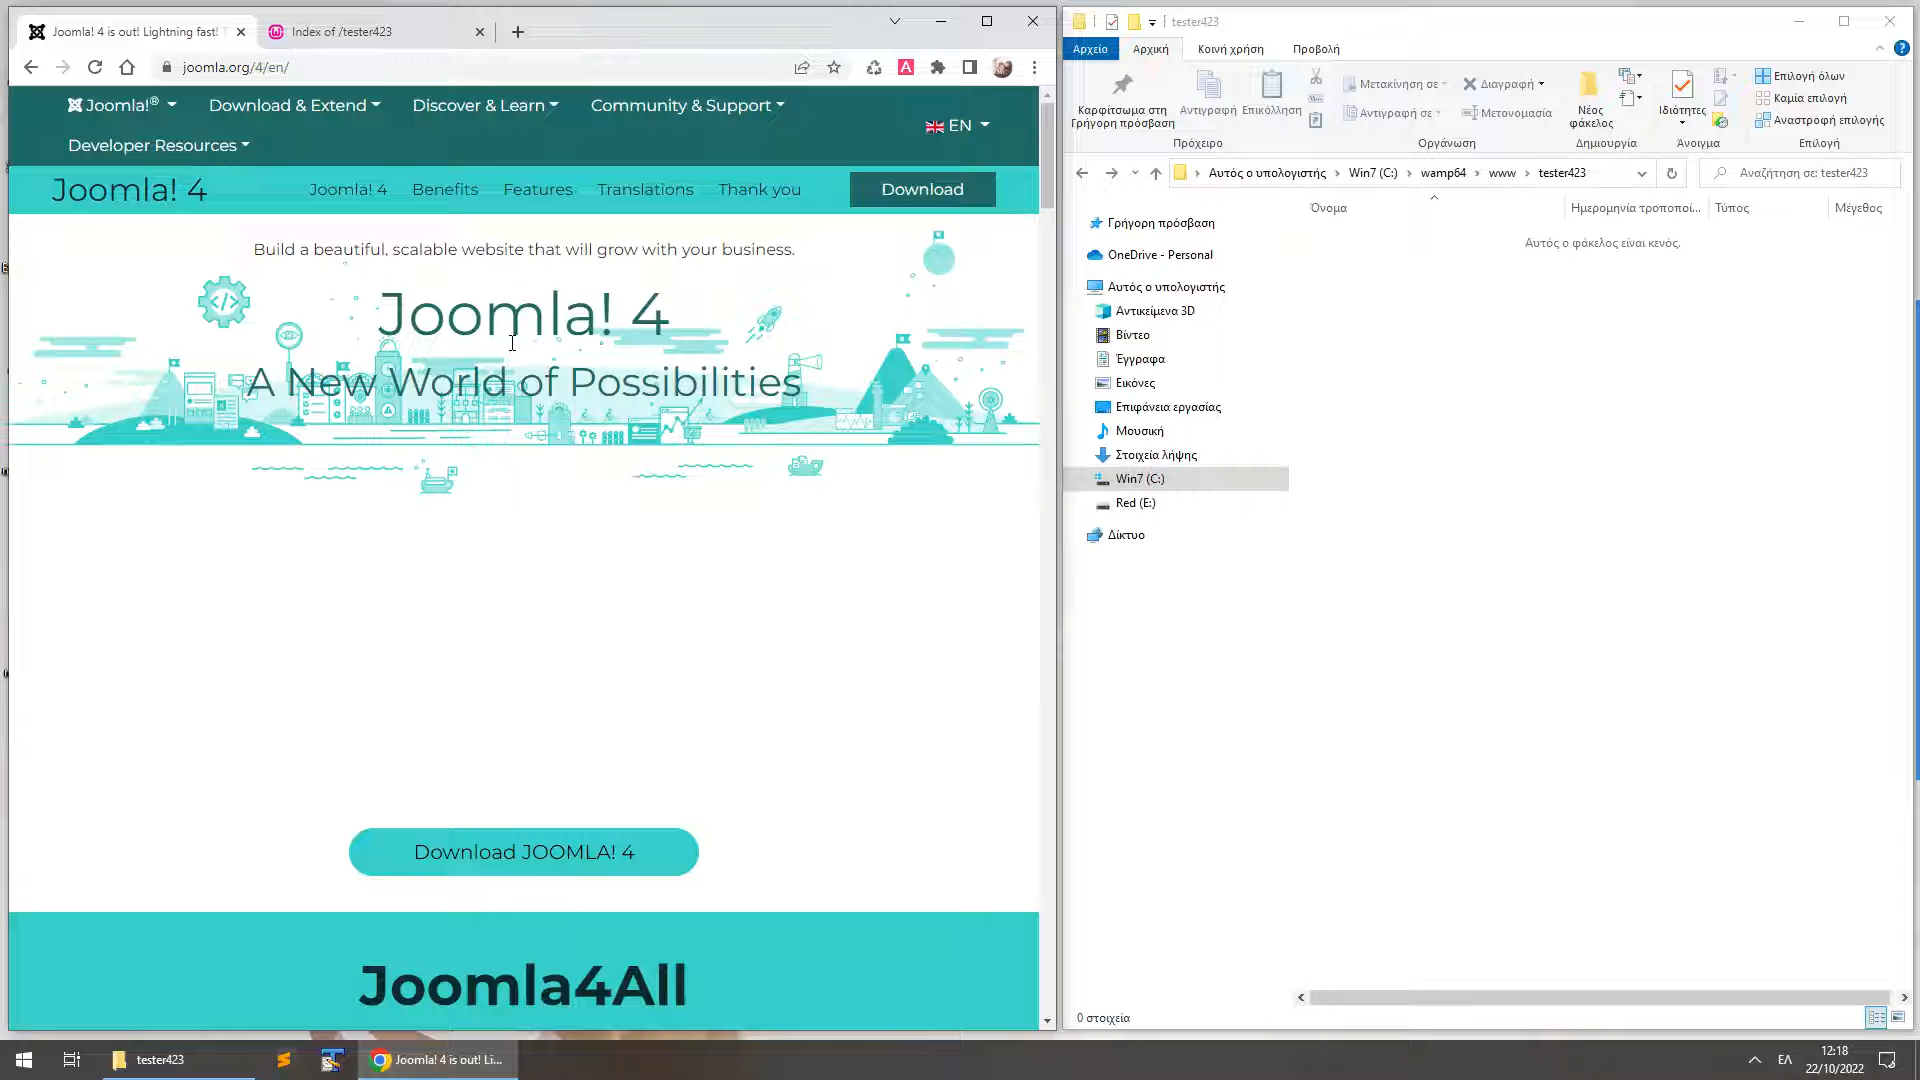 Joomla! 4 is out! Lightning fast! T
Index of /tester423
joomla.org/4/en/
Joomla!®
Download & Extend
Discover & Learn
Community & Support
EN
Developer Resources
Joomla! 4
Joomla! 4
Benefits
Features
Translations
Thank you
Download
Build a beautiful, scalable website that will grow with your business.
Joomla! 4
A New World of Possibilities
Download JOOMLA! 4
Joomla4All
tester423
Αρχείο
Αρχική
Κοινή χρήση
Προβολή
Καρφίτσωμα στη
Γρήγορη πρόσβαση
Αντιγραφή
Επικόλληση
Πρόχειρο
Μετακίνηση σε
Αντιγραφή σε
Διαγραφή
Μετονομασία
Οργάνωση
Νέος
φάκελος
Δημιουργία
Ιδιότητες
Άνοιγμα
Επιλογή όλων
Καμία επιλογή
Αναστροφή επιλογής
Επιλογή
Αυτός ο υπολογιστής
Win7 (C:)
wamp64
www
tester423
Αναζήτηση σε: tester423
Όνομα
Ημερομηνία τροποποί...
Τύπος
Μέγεθος
Αυτός ο φάκελος είναι κενός.
Γρήγορη πρόσβαση
OneDrive - Personal
Αυτός ο υπολογιστής
Αντικείμενα 3D
Βίντεο
Έγγραφα
Εικόνες
Επιφάνεια εργασίας
Μουσική
Στοιχεία λήψης
Win7 (C:)
Red (E:)
Δίκτυο
0 στοιχεία
tester423
Joomla! 4 is out! Li...
ΕΛ
12:18
22/10/2022